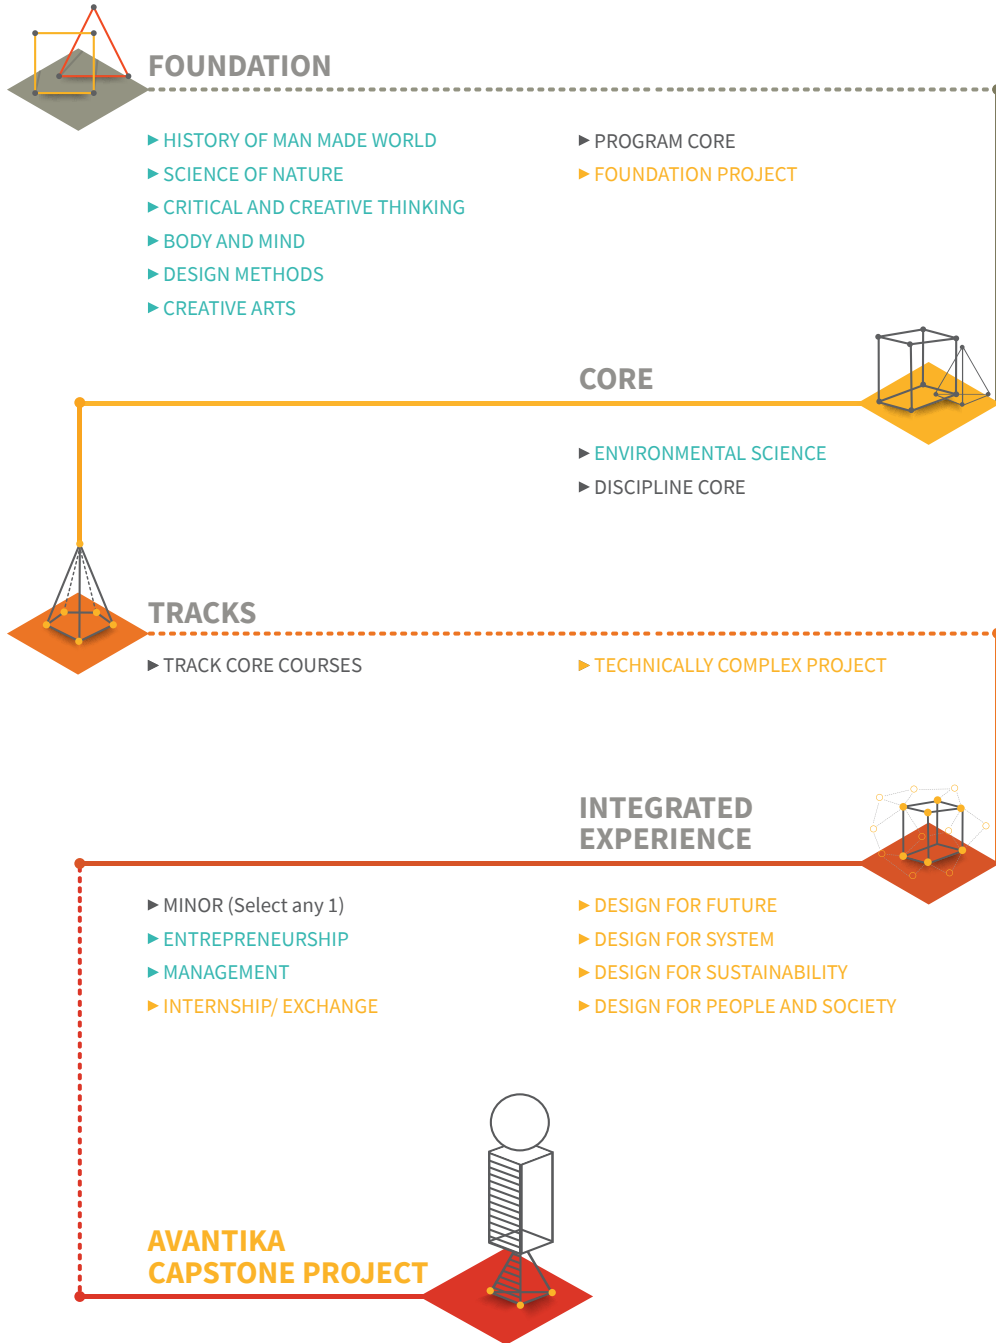 FOUNDATION
▶ HISTORY OF MAN MADE WORLD
▶ SCIENCE OF NATURE
▶ CRITICAL AND CREATIVE THINKING
▶ BODY AND MIND
▶ DESIGN METHODS
▶ CREATIVE ARTS
▶ PROGRAM CORE
▶ FOUNDATION PROJECT
CORE
▶ ENVIRONMENTAL SCIENCE
▶ DISCIPLINE CORE
TRACKS
▶ TRACK CORE COURSES
▶ TECHNICALLY COMPLEX PROJECT
INTEGRATED
EXPERIENCE
▶ MINOR (Select any 1)
▶ ENTREPRENEURSHIP
▶ MANAGEMENT
▶ INTERNSHIP/ EXCHANGE
▶ DESIGN FOR FUTURE
▶ DESIGN FOR SYSTEM
▶ DESIGN FOR SUSTAINABILITY
▶ DESIGN FOR PEOPLE AND SOCIETY
AVANTIKA
CAPSTONE PROJECT